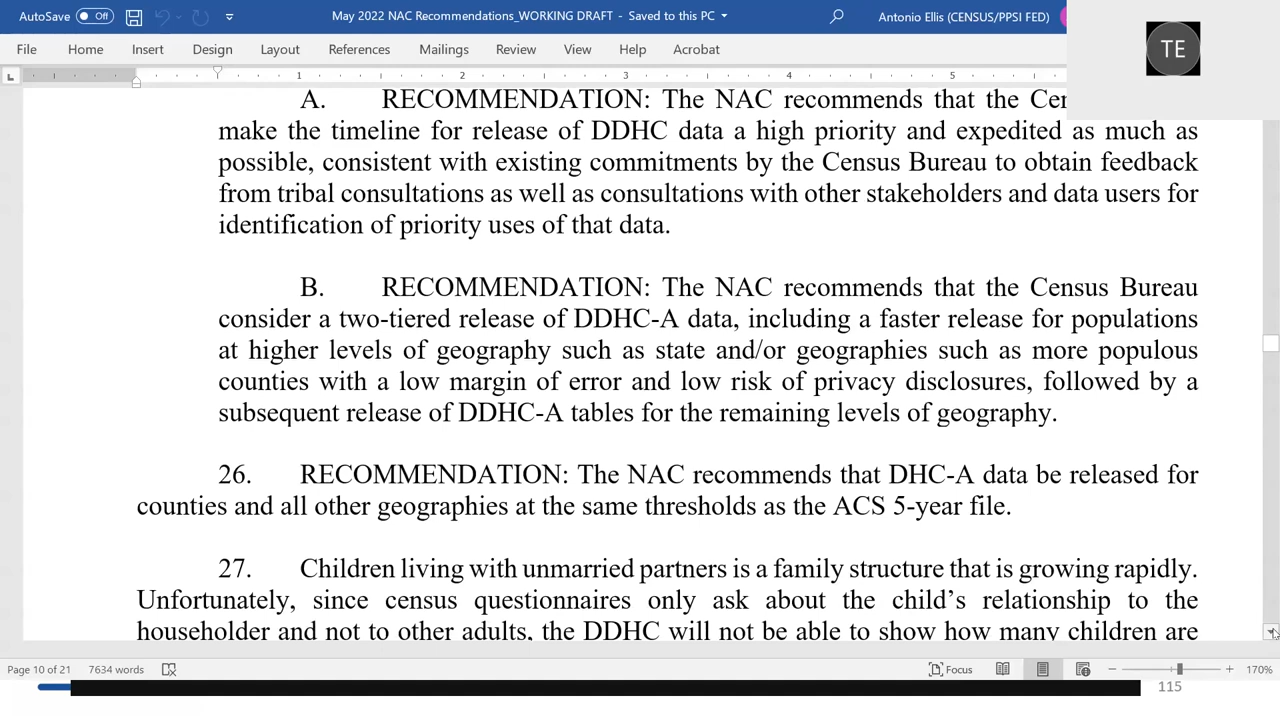 AutoSave Off May 2022 NAC Recommendations_WORKING DRAFT - Saved to this PC Antonio Ellis (CENSUS/PPSI FED)
TE
File Home Insert Design Layout References Mailings Review View Help Acrobat
1 2 3 4 5
A. RECOMMENDATION: The NAC recommends that the Cen
make the timeline for release of DDHC data a high priority and expedited as much as
possible, consistent with existing commitments by the Census Bureau to obtain feedback
from tribal consultations as well as consultations with other stakeholders and data users for
identification of priority uses of that data.
B. RECOMMENDATION: The NAC recommends that the Census Bureau
consider a two-tiered release of DDHC-A data, including a faster release for populations
at higher levels of geography such as state and/or geographies such as more populous
counties with a low margin of error and low risk of privacy disclosures, followed by a
subsequent release of DDHC-A tables for the remaining levels of geography.
26. RECOMMENDATION: The NAC recommends that DHC-A data be released for
counties and all other geographies at the same thresholds as the ACS 5-year file.
27. Children living with unmarried partners is a family structure that is growing rapidly.
Unfortunately, since census questionnaires only ask about the child’s relationship to the
householder and not to other adults, the DDHC will not be able to show how many children are
Page 10 of 21 7634 words Focus 170%
115